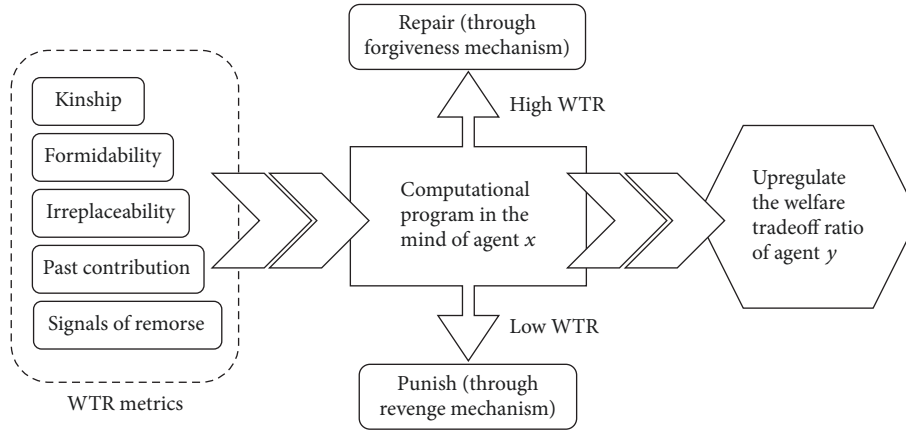 Kinship
Formidability
Irreplaceability
Past contribution
Signals of remorse
WTR metrics
Repair (through
forgiveness mechanism)
High WTR
Computational
program in the
mind of agent x
Low WTR
Punish (through
revenge mechanism)
Upregulate
the welfare
tradeoff ratio
of agent y